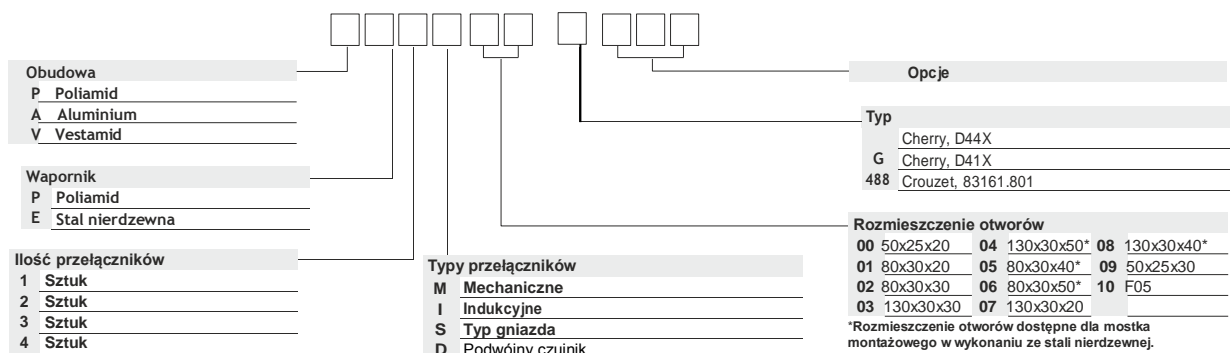 Obudowa
P Poliamid
A Aluminium
V Vestamid
Wapornik
P Poliamid
E Stal nierdzewna
Ilość przełączników
1 Sztuk
2 Sztuk
3 Sztuk
4 Sztuk
Typy przełączników
M Mechaniczne
I Indukcyjne
S Typ gniazda
D Podwójny czujnik
Opcje
Typ
Cherry, D44X
G Cherry, D41X
488 Crouzet, 83161.801
Rozmieszczenie otworów
00 50x25x20 04 130x30x50* 08 130x30x40*
01 80x30x20 05 80x30x40* 09 50x25x30
02 80x30x30 06 80x30x50* 10 F05
03 130x30x30 07 130x30x20
*Rozmieszczenie otworów dostępne dla mostka
montażowego w wykonaniu ze stali nierdzewnej.